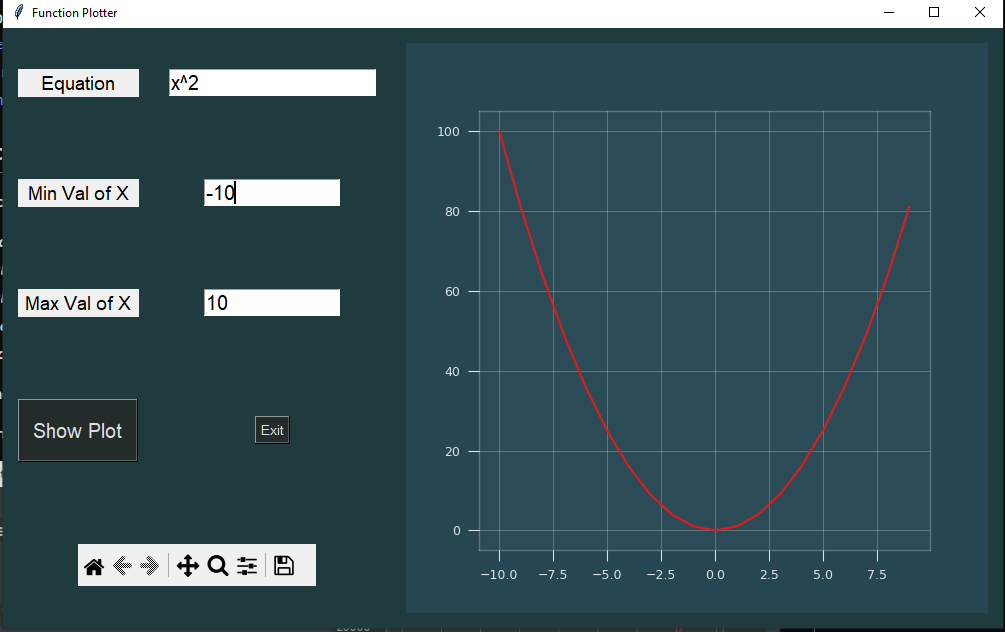 Function Plotter
Equation
x^2
Min Val of X
-10
Max Val of X
10
Show Plot
Exit
100
80
60
40
20
0
−10.0 −7.5 −5.0 −2.5 0.0 2.5 5.0 7.5